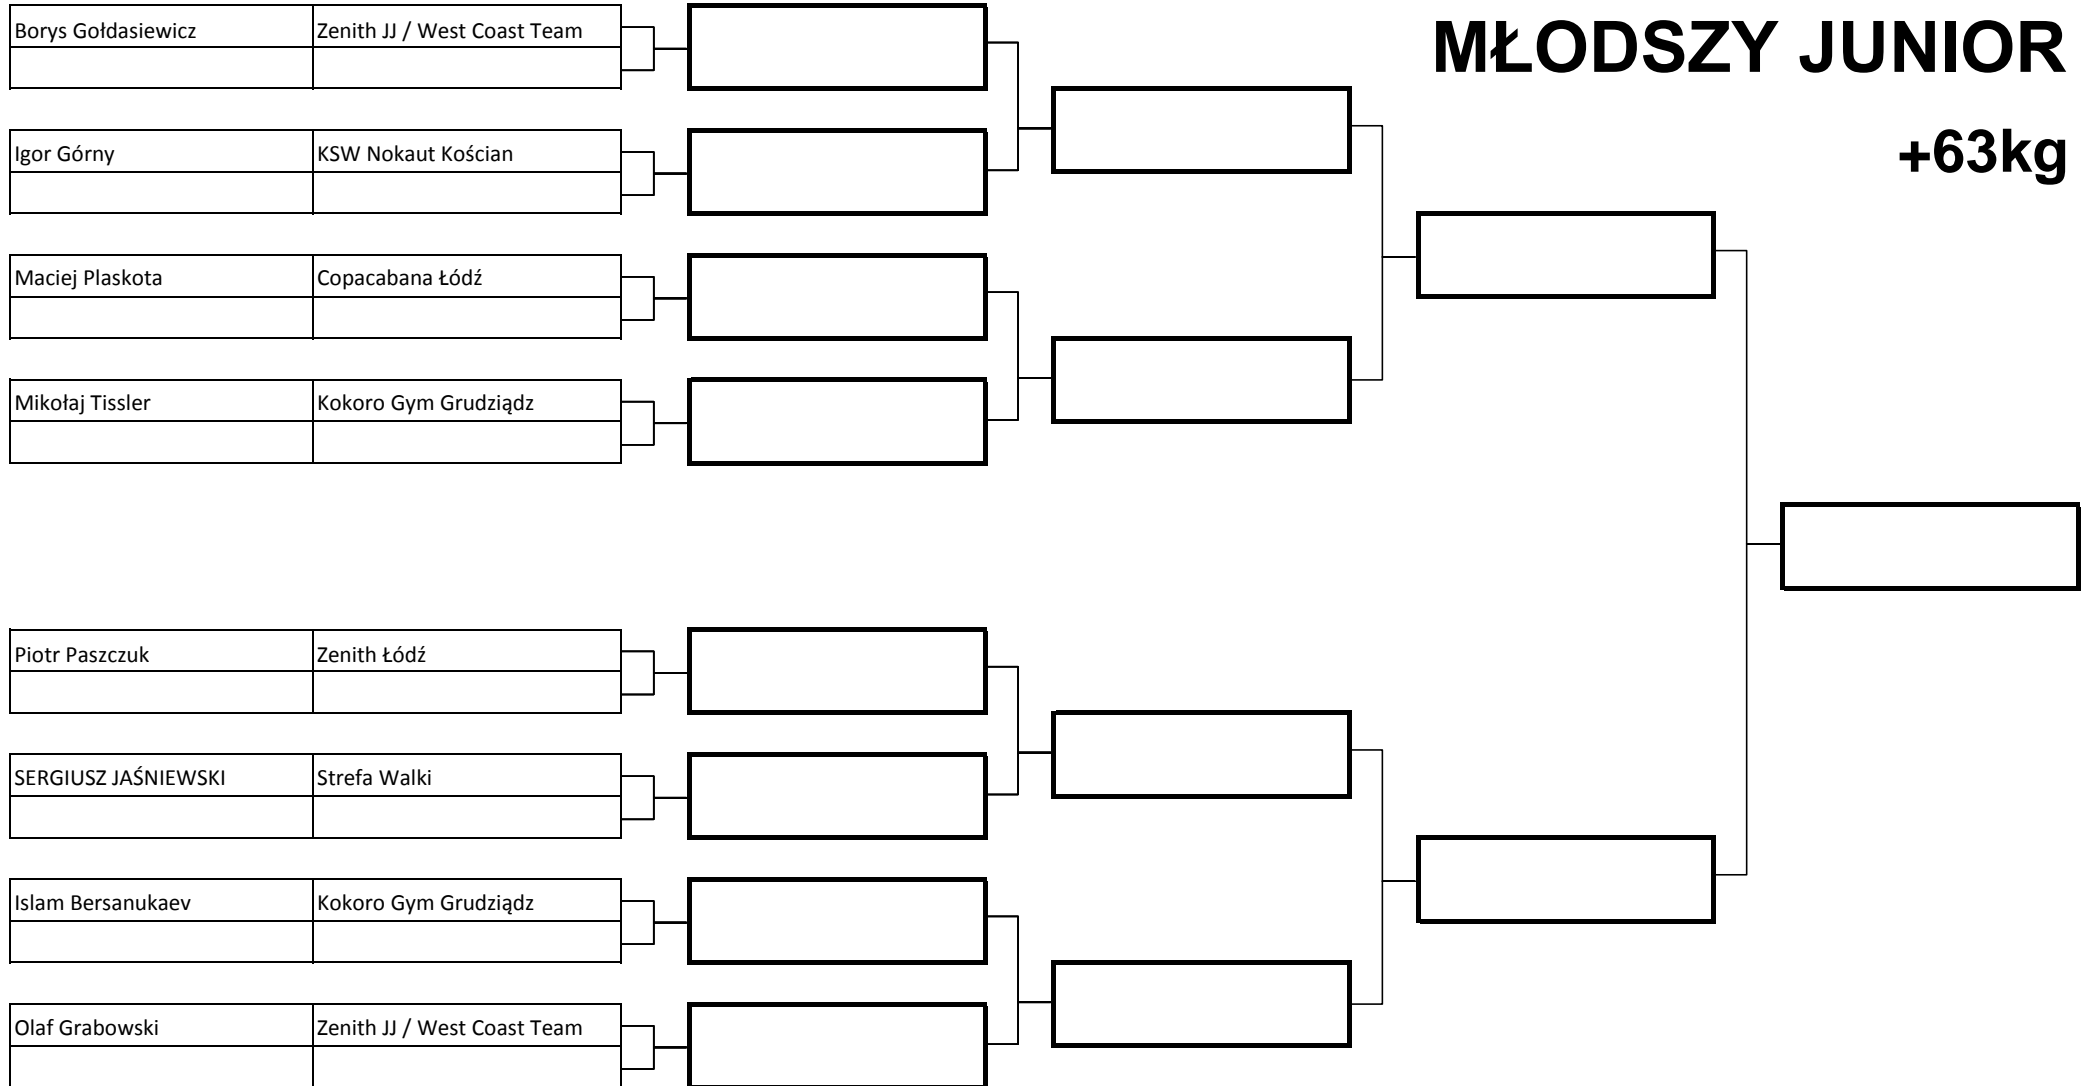 MŁODSZY JUNIOR
+63kg
Borys Gołdasiewicz Zenith JJ / West Coast Team
Igor Górny KSW Nokaut Kościan
Maciej Plaskota Copacabana Łódź
Mikołaj Tissler Kokoro Gym Grudziądz
Piotr Paszczuk Zenith Łódź
SERGIUSZ JAŚNIEWSKI Strefa Walki
Islam Bersanukaev Kokoro Gym Grudziądz
Olaf Grabowski Zenith JJ / West Coast Team